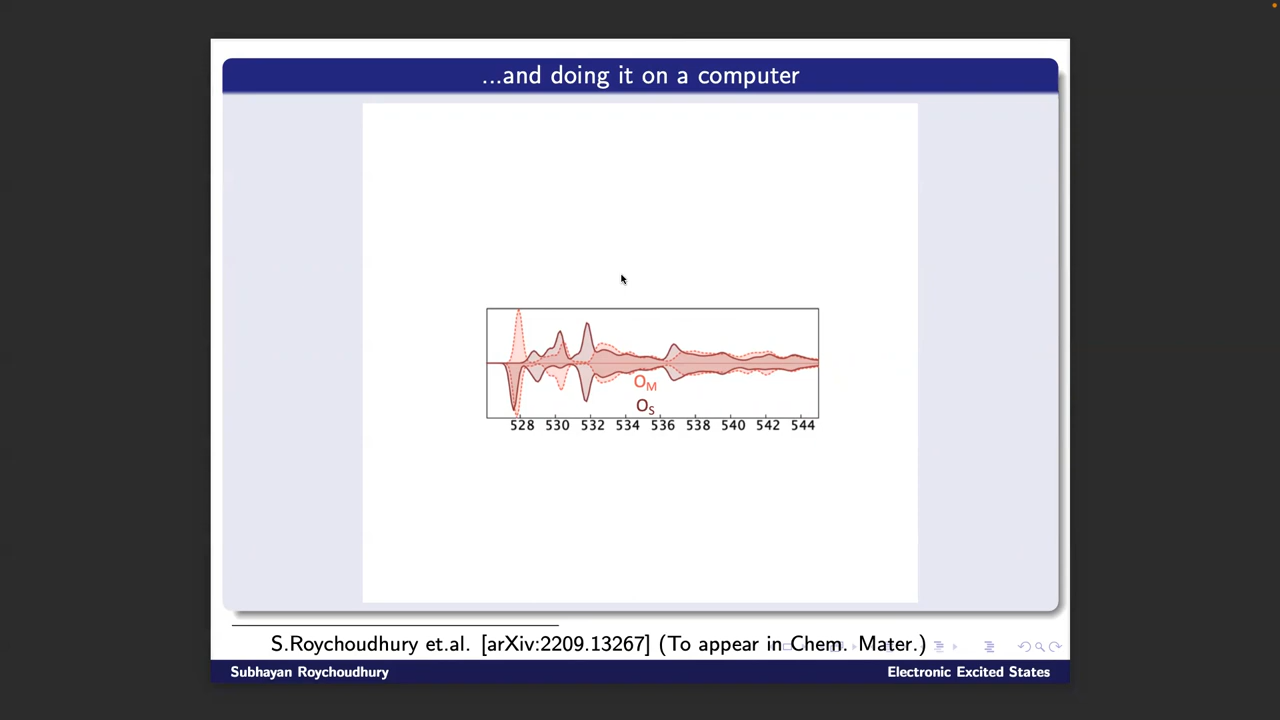 ...and doing it on a computer
O_M
O_S
528 530 532 534 536 538 540 542 544
S.Roychoudhury et.al. [arXiv:2209.13267] (To appear in Chem. Mater.)
Subhayan Roychoudhury Electronic Excited States